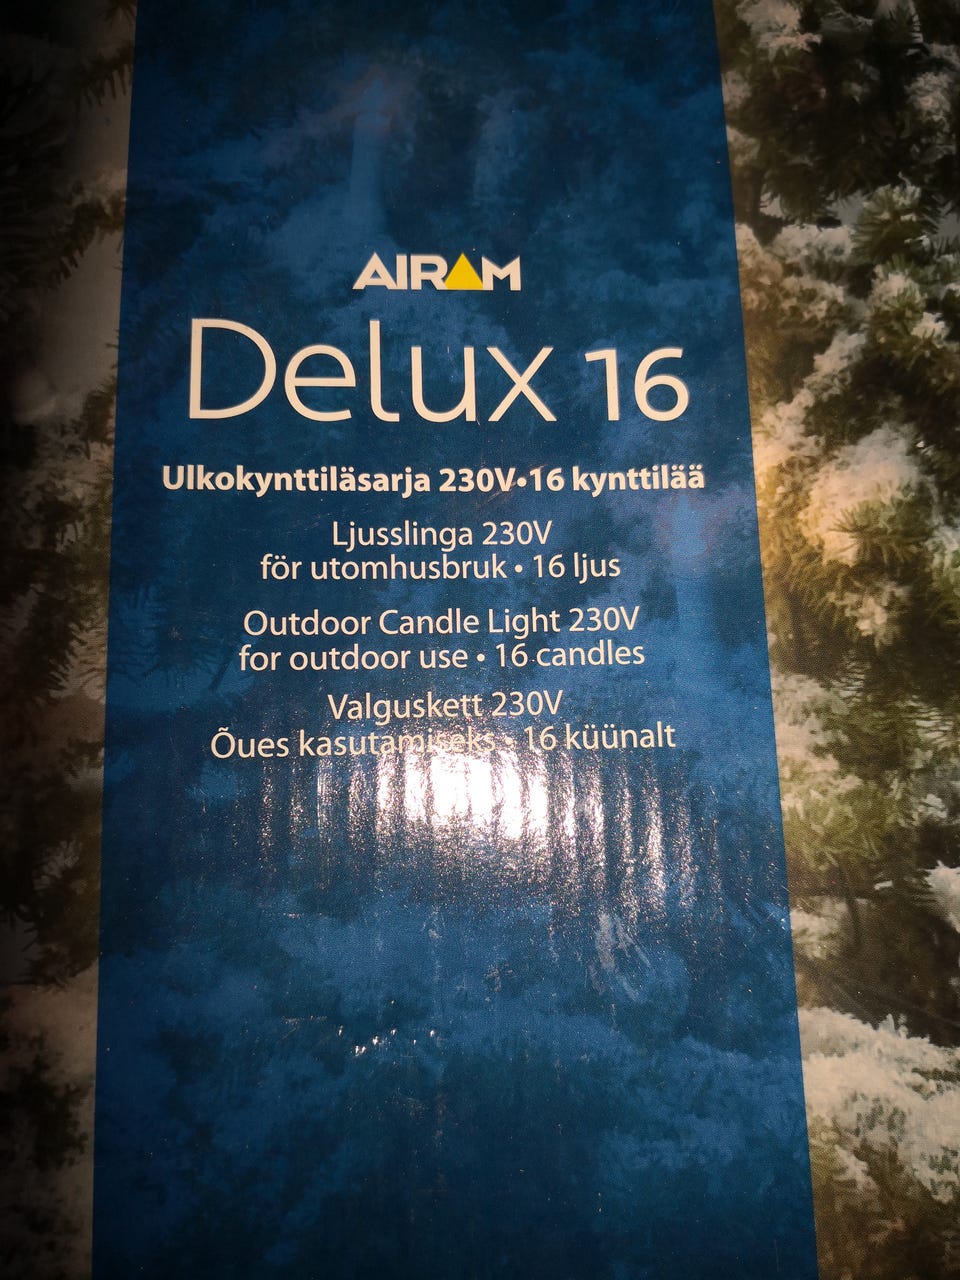 AIRAM
Delux 16
Ulkokynttiläsarja 230V•16 kynttilää
Ljusslinga 230V
för utomhusbruk • 16 ljus
Outdoor Candle Light 230V
for outdoor use • 16 candles
Valguskett 230V
Õues kasutamiseks • 16 küünalt